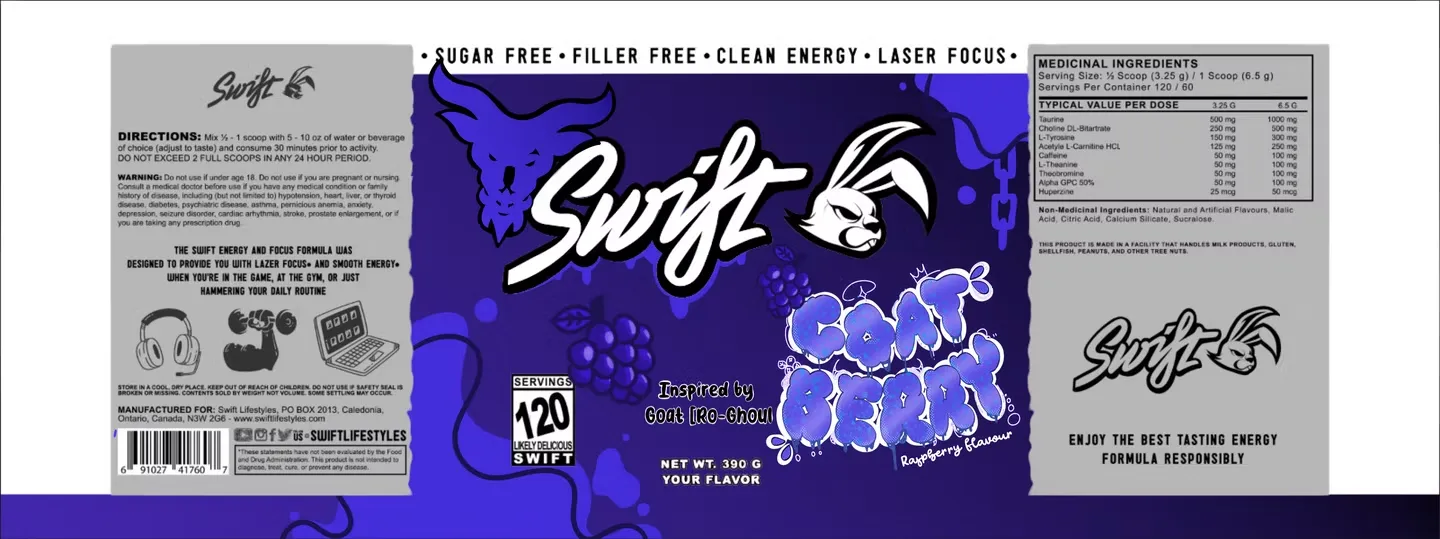 Swift
DIRECTIONS: Mix ½ - 1 scoop with 5 - 10 oz of water or beverage
of choice (adjust to taste) and consume 30 minutes prior to activity.
DO NOT EXCEED 2 FULL SCOOPS IN ANY 24 HOUR PERIOD.
WARNING: Do not use if under age 18. Do not use if you are pregnant or nursing.
Consult a medical doctor before use if you have any medical condition or family
history of disease, including (but not limited to) hypotention, heart, liver, or thyroid
disease, diabetes, psychiatric disease, asthma, pernicious anemia, anxiety,
depression, seizure disorder, cardiac arhythmia, stroke, prostate enlargement, or if
you are taking any prescription drug.
THE SWIFT ENERGY AND FOCUS FORMULA WAS
DESIGNED TO PROVIDE YOU WITH LAZER FOCUS• AND SMOOTH ENERGY•
WHEN YOU'RE IN THE GAME, AT THE GYM, OR JUST
HAMMERING YOUR DAILY ROUTINE
STORE IN A COOL, DRY PLACE. KEEP OUT OF REACH OF CHILDREN. DO NOT USE IF SAFETY SEAL IS
BROKEN OR MISSING. CONTENTS SOLD BY WEIGHT NOT VOLUME. SOME SETTLING MAY OCCUR.
MANUFACTURED FOR: Swift Lifestyles, PO BOX 2013, Caledonia,
Ontario, Canada, N3W 2G6 - www.swiftlifestyles.com
6 91027 41760 7
US @SWIFTLIFESTYLES
*These statements have not been evaluated by the Food
and Drug Administration. This product is not intended to
diagnose, treat, cure, or prevent any disease.
• SUGAR FREE • FILLER FREE • CLEAN ENERGY • LASER FOCUS •
Swift
GOAT
BERRY
Raspberry flavour
Inspired by
Goat [Ro-Ghoul
SERVINGS
120
LIKELY DELICIOUS
SWIFT
NET WT. 390 G
YOUR FLAVOR
MEDICINAL INGREDIENTS
Serving Size: ½ Scoop (3.25 g) / 1 Scoop (6.5 g)
Servings Per Container 120 / 60
TYPICAL VALUE PER DOSE 3.25 G 6.5 G
Taurine 500 mg 1000 mg
Choline DL-Bitartrate 250 mg 500 mg
L-Tyrosine 150 mg 300 mg
Acetyle L-Carnitine HCL 125 mg 250 mg
Caffeine 50 mg 100 mg
L-Theanine 50 mg 100 mg
Theobromine 50 mg 100 mg
Alpha GPC 50% 50 mg 100 mg
Huperzine 25 mcg 50 mcg
Non-Medicinal Ingredients: Natural and Artificial Flavours, Malic
Acid, Citric Acid, Calcium Silicate, Sucralose.
THIS PRODUCT IS MADE IN A FACILITY THAT HANDLES MILK PRODUCTS, GLUTEN,
SHELLFISH, PEANUTS, AND OTHER TREE NUTS.
Swift
ENJOY THE BEST TASTING ENERGY
FORMULA RESPONSIBLY